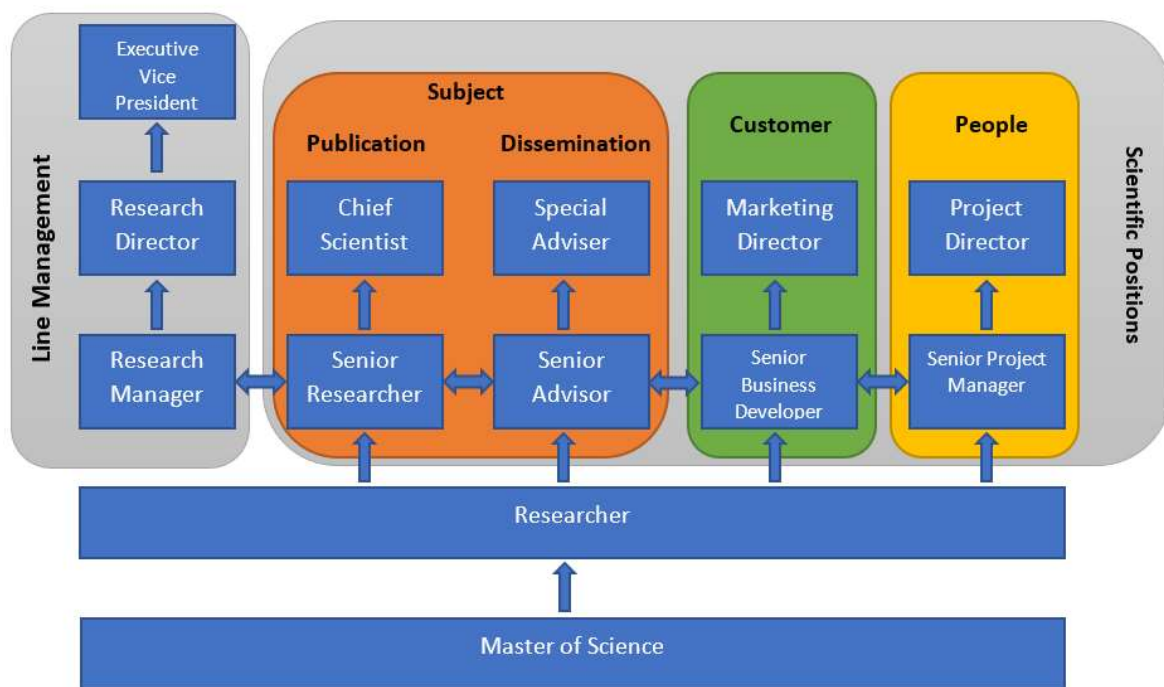 Executive
Vice
President
Subject
Customer
People
Publication
Dissemination
Line Management
Scientific Positions
Research
Director
Chief
Scientist
Special
Adviser
Marketing
Director
Project
Director
Research
Manager
Senior
Researcher
Senior
Advisor
Senior
Business
Developer
Senior Project
Manager
Researcher
Master of Science